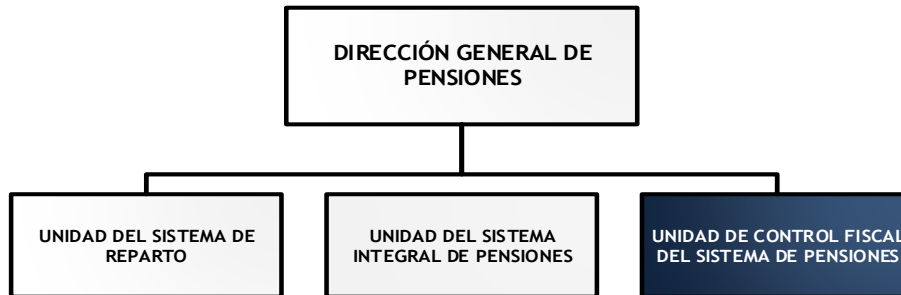 DIRECCIÓN GENERAL DE
PENSIONES
UNIDAD DEL SISTEMA DE
REPARTO
UNIDAD DEL SISTEMA
INTEGRAL DE PENSIONES
UNIDAD DE CONTROL FISCAL
DEL SISTEMA DE PENSIONES